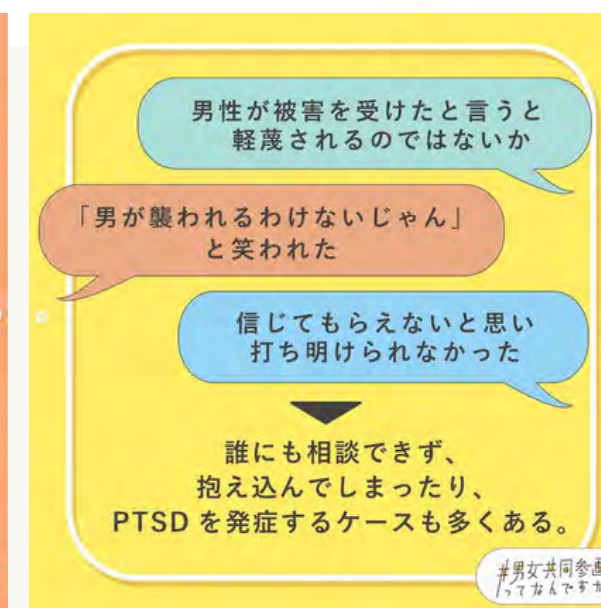 男性が被害を受けたと言うと
軽蔑されるのではないか
「男が襲われるわけないじゃん」
と笑われた
信じてもらえないと思い
打ち明けられなかった
誰にも相談できず、
抱え込んでしまったり、
PTSDを発症するケースも多くある。
#男女共同参画
ってなんですか